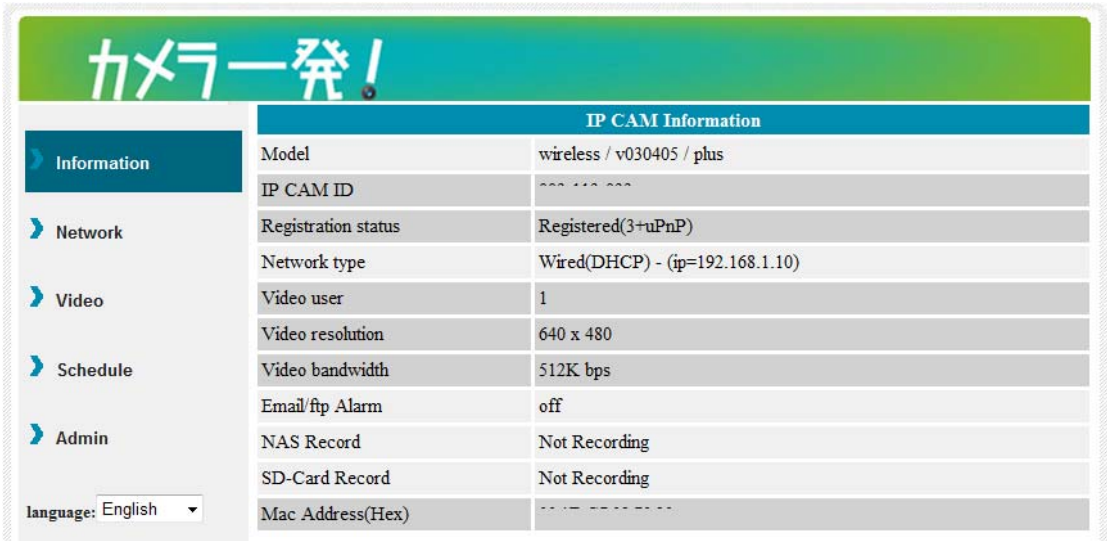 カメラ一発!
IP CAM Information
Information
Network
Video
Schedule
Admin
language: English
Model wireless / v030405 / plus
IP CAM ID
Registration status Registered(3+uPnP)
Network type Wired(DHCP) - (ip=192.168.1.10)
Video user 1
Video resolution 640 x 480
Video bandwidth 512K bps
Email/ftp Alarm off
NAS Record Not Recording
SD-Card Record Not Recording
Mac Address(Hex)